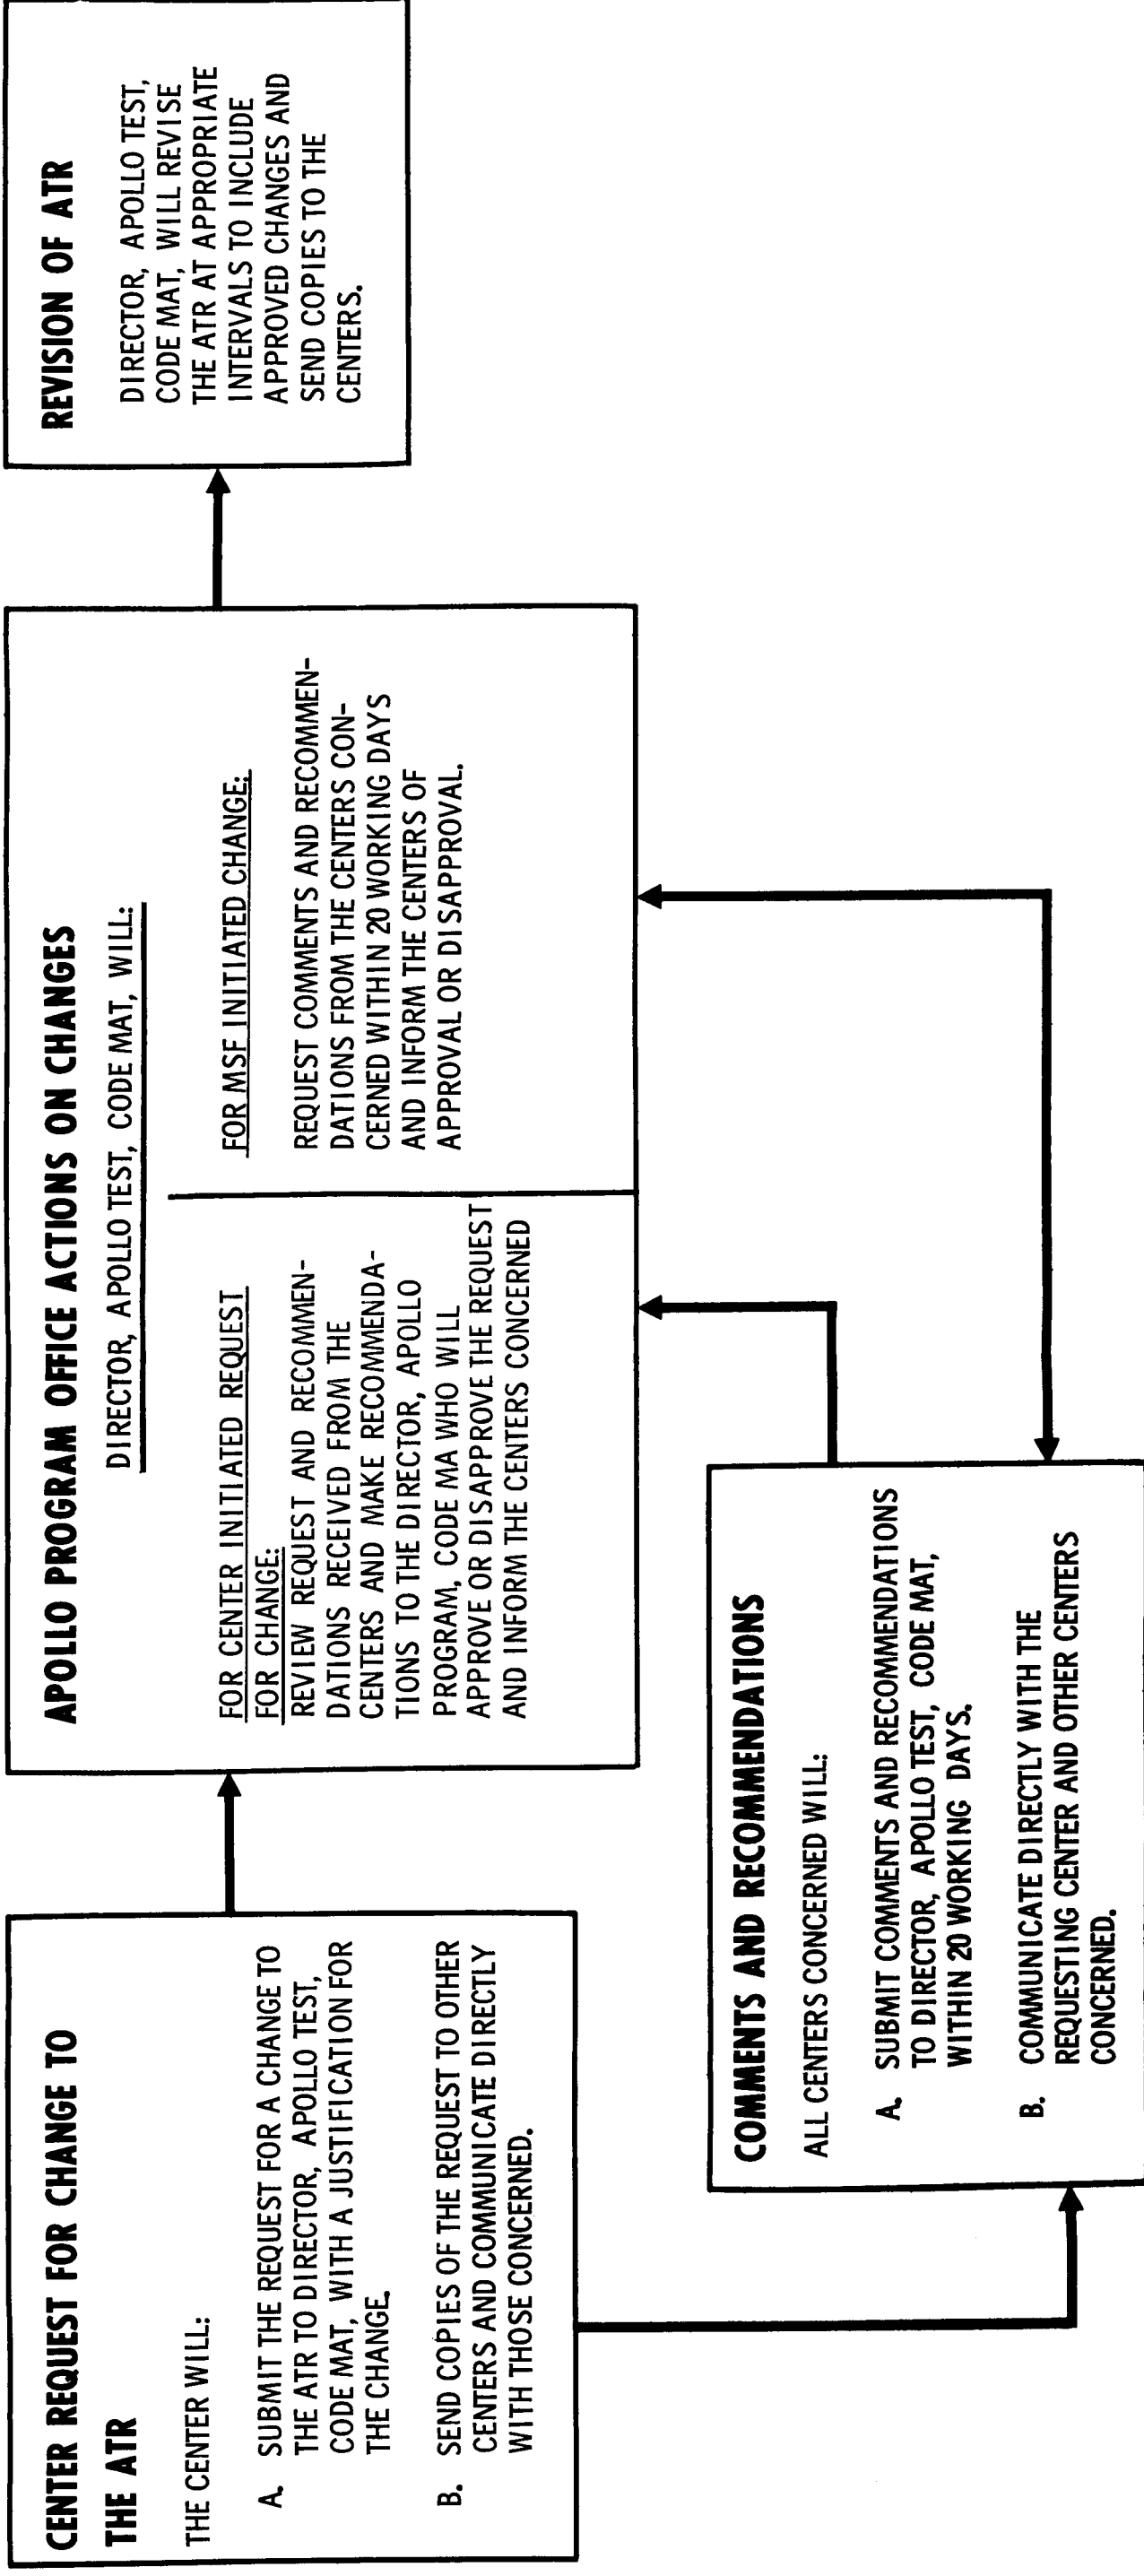 CENTER REQUEST FOR CHANGE TO
THE ATR
THE CENTER WILL:
A. SUBMIT THE REQUEST FOR A CHANGE TO
THE ATR TO DIRECTOR, APOLLO TEST,
CODE MAT, WITH A JUSTIFICATION FOR
THE CHANGE.
B. SEND COPIES OF THE REQUEST TO OTHER
CENTERS AND COMMUNICATE DIRECTLY
WITH THOSE CONCERNED.
APOLLO PROGRAM OFFICE ACTIONS ON CHANGES
DIRECTOR, APOLLO TEST, CODE MAT, WILL:
FOR CENTER INITIATED REQUEST
FOR CHANGE:
REVIEW REQUEST AND RECOMMEN-
DATIONS RECEIVED FROM THE
CENTERS AND MAKE RECOMMENDA-
TIONS TO THE DIRECTOR, APOLLO
PROGRAM, CODE MA WHO WILL
APPROVE OR DISAPPROVE THE REQUEST
AND INFORM THE CENTERS CONCERNED
FOR MSF INITIATED CHANGE:
REQUEST COMMENTS AND RECOMMEN-
DATIONS FROM THE CENTERS CON-
CERNED WITHIN 20 WORKING DAYS
AND INFORM THE CENTERS OF
APPROVAL OR DISAPPROVAL.
REVISION OF ATR
DIRECTOR, APOLLO TEST,
CODE MAT, WILL REVISE
THE ATR AT APPROPRIATE
INTERVALS TO INCLUDE
APPROVED CHANGES AND
SEND COPIES TO THE
CENTERS.
COMMENTS AND RECOMMENDATIONS
ALL CENTERS CONCERNED WILL:
A. SUBMIT COMMENTS AND RECOMMENDATIONS
TO DIRECTOR, APOLLO TEST, CODE MAT,
WITHIN 20 WORKING DAYS.
B. COMMUNICATE DIRECTLY WITH THE
REQUESTING CENTER AND OTHER CENTERS
CONCERNED.